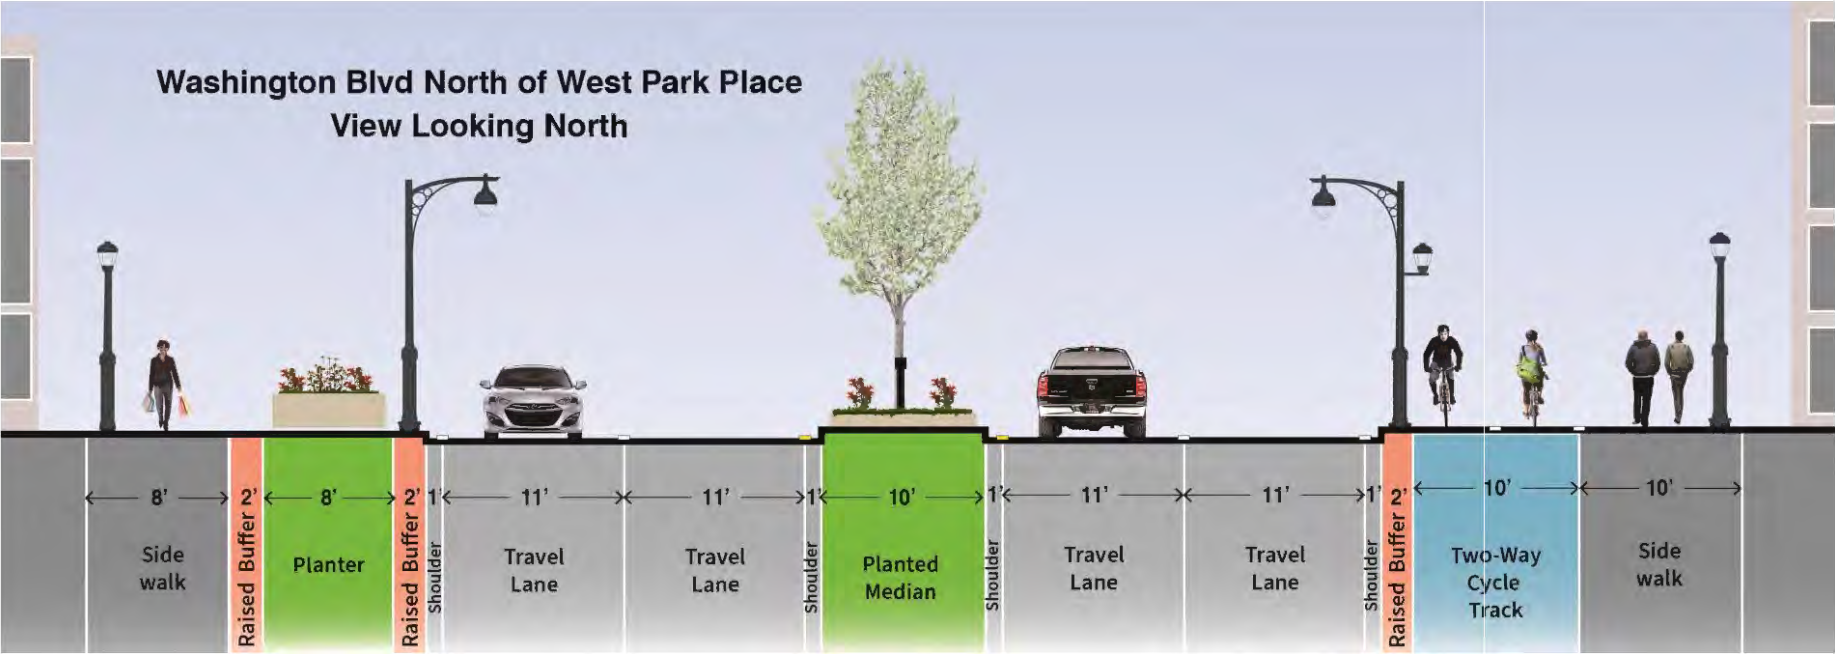 Washington Blvd North of West Park Place
View Looking North
8'
2'
8'
2'
1'
11'
11'
1'
10'
1'
11'
11'
1'
2'
10'
10'
Side
walk
Raised Buffer
Planter
Raised Buffer
Shoulder
Travel
Lane
Travel
Lane
Shoulder
Planted
Median
Shoulder
Travel
Lane
Travel
Lane
Shoulder
Raised Buffer
Two-Way
Cycle
Track
Side
walk